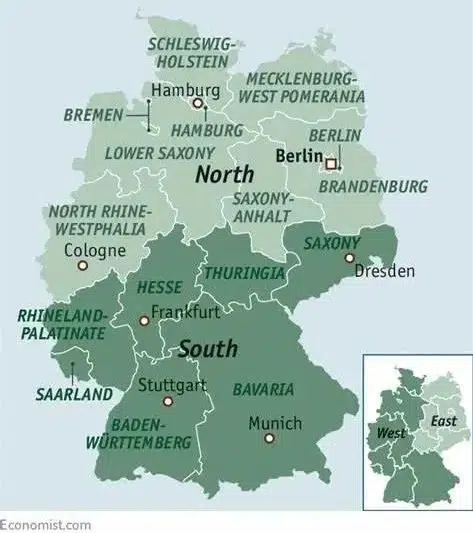 SCHLESWIG-
HOLSTEIN
MECKLENBURG-
WEST POMERANIA
Hamburg
BREMEN
HAMBURG
BERLIN
LOWER SAXONY
Berlin
North
BRANDENBURG
SAXONY-
ANHALT
NORTH RHINE-
WESTPHALIA
Cologne
SAXONY
Dresden
THURINGIA
HESSE
RHINELAND-
PALATINATE
Frankfurt
South
SAARLAND
Stuttgart
BAVARIA
BADEN-
WÜRTTEMBERG
Munich
West
East
Economist.com